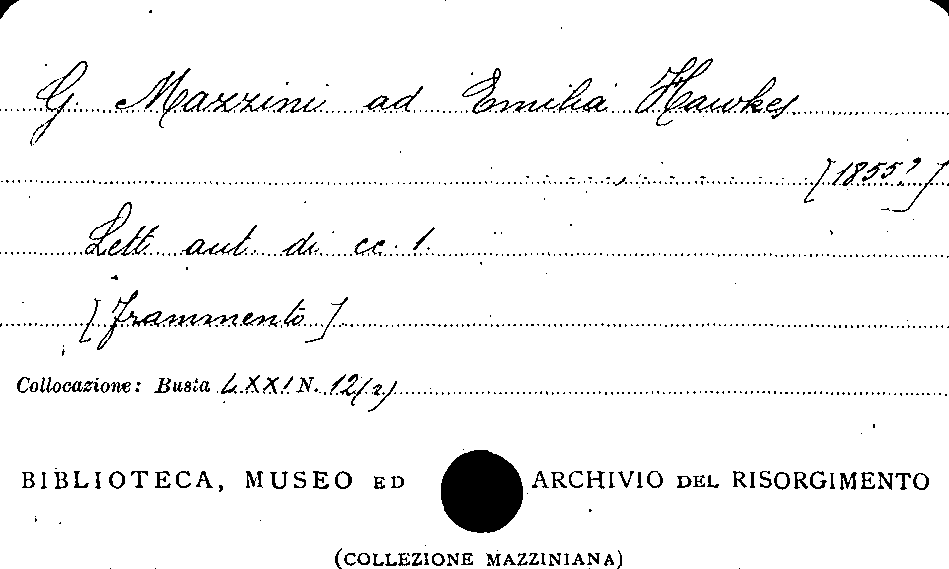 G. Mazzini ad Emilia Hawkes
[1855?]
Lett. aut. di cc. 1.
[frammento]
Collocazione: Busta LXXI N. 12(2)
BIBLIOTECA, MUSEO ED ARCHIVIO DEL RISORGIMENTO
(COLLEZIONE MAZZINIANA)